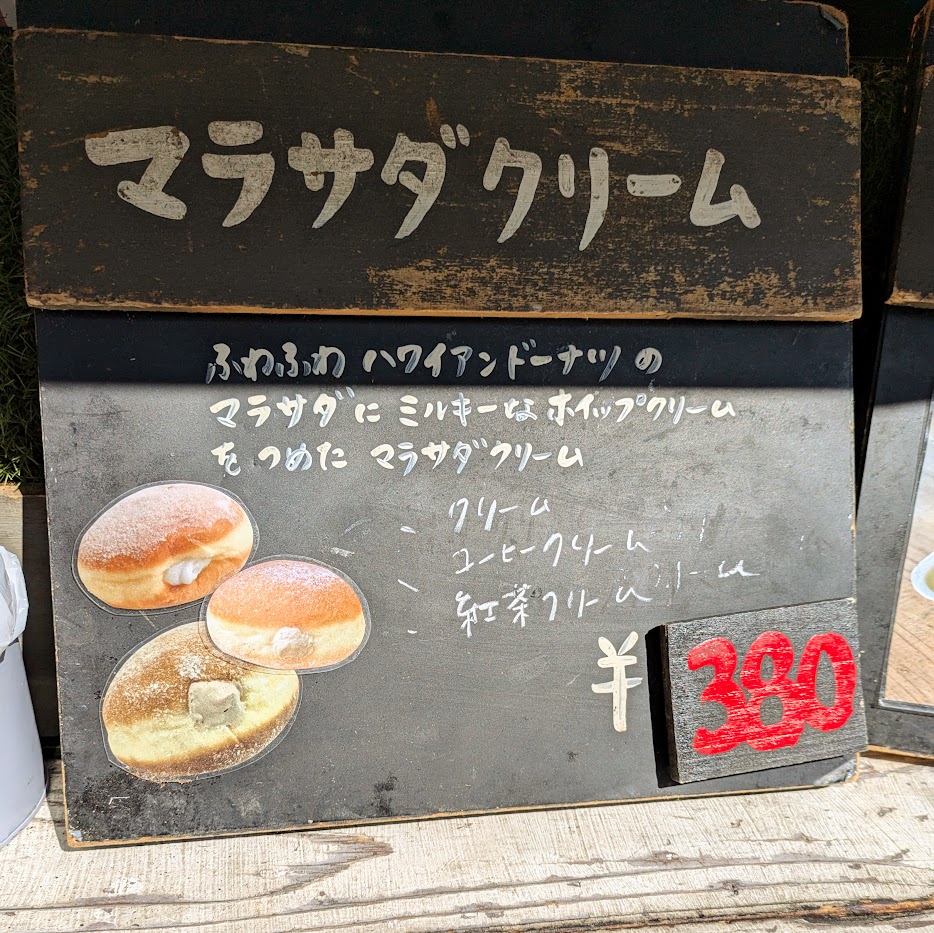 マラサダクリーム
ふわふわ ハワイアンドーナツの
マラサダに ミルキーなホイップクリーム
をつめた マラサダクリーム
クリーム
コーヒークリーム
紅茶クリーム
¥380